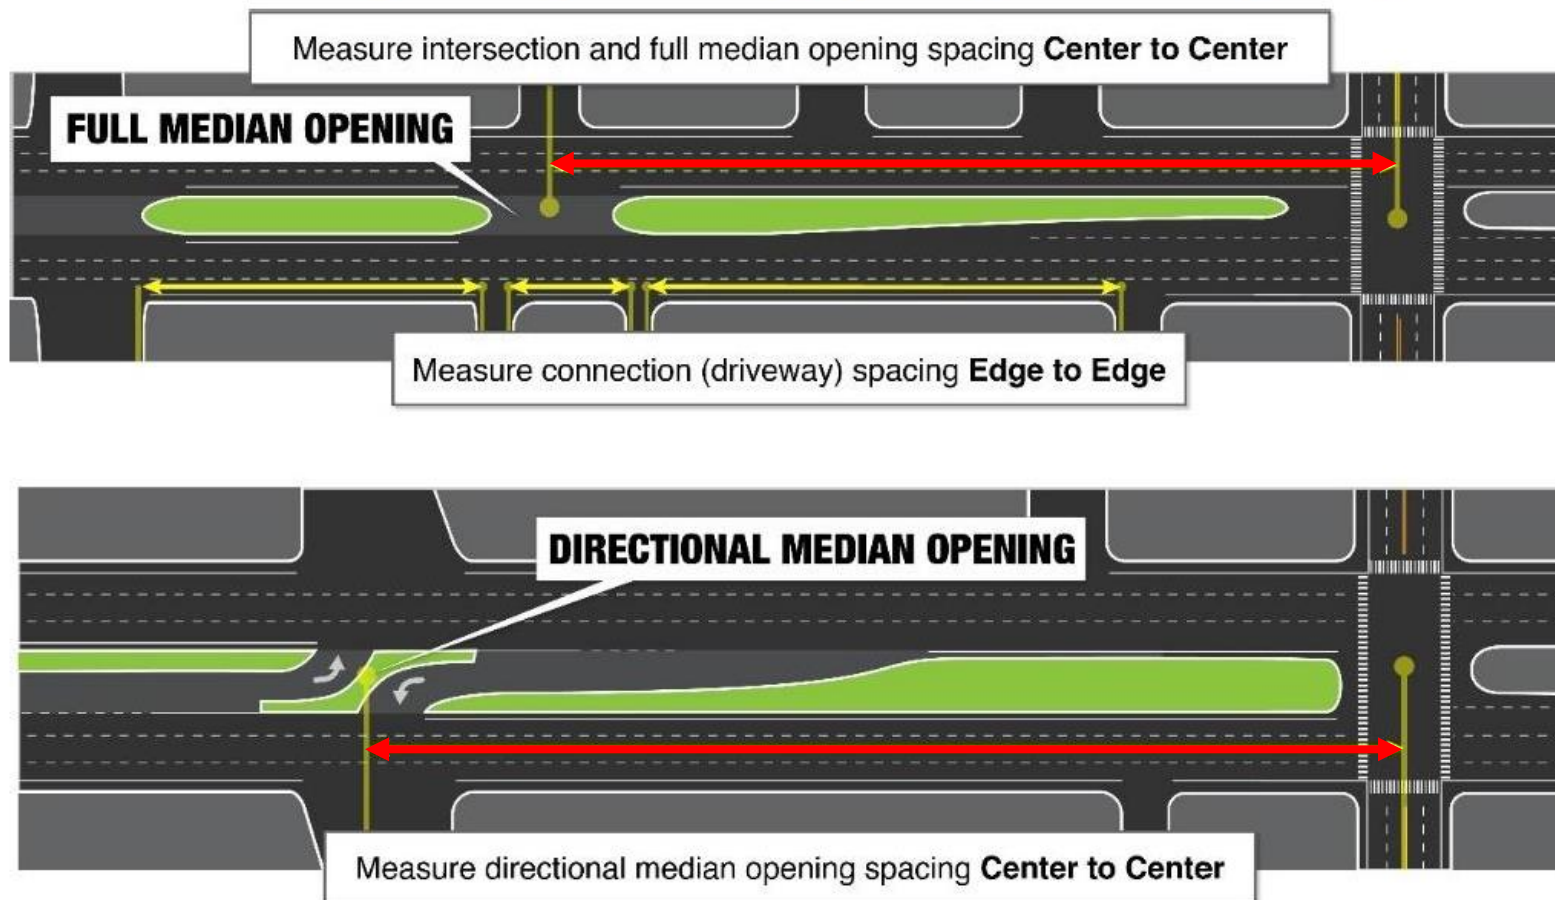 Measure intersection and full median opening spacing Center to Center
FULL MEDIAN OPENING
Measure connection (driveway) spacing Edge to Edge
DIRECTIONAL MEDIAN OPENING
Measure directional median opening spacing Center to Center